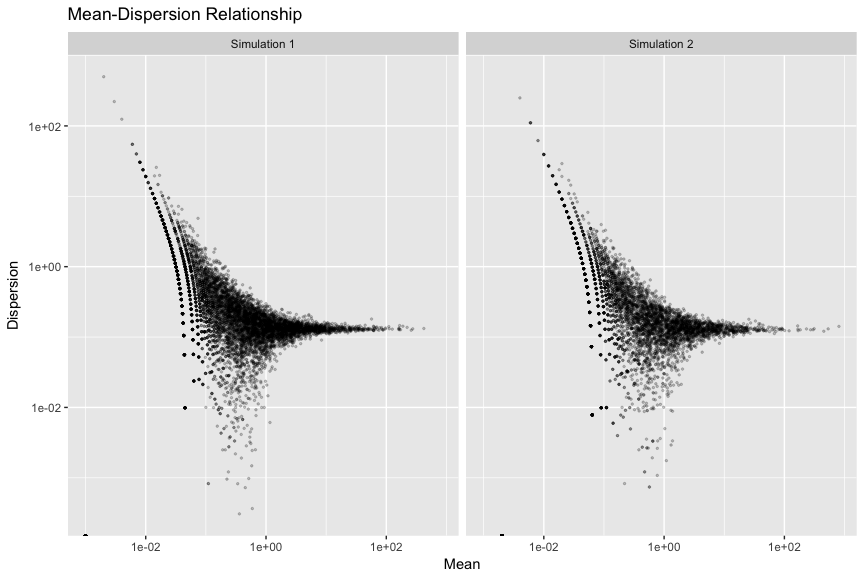 Mean-Dispersion Relationship
Simulation 1
Simulation 2
Dispersion
1e+02
1e+00
1e-02
1e-02
1e+00
1e+02
1e-02
1e+00
1e+02
Mean